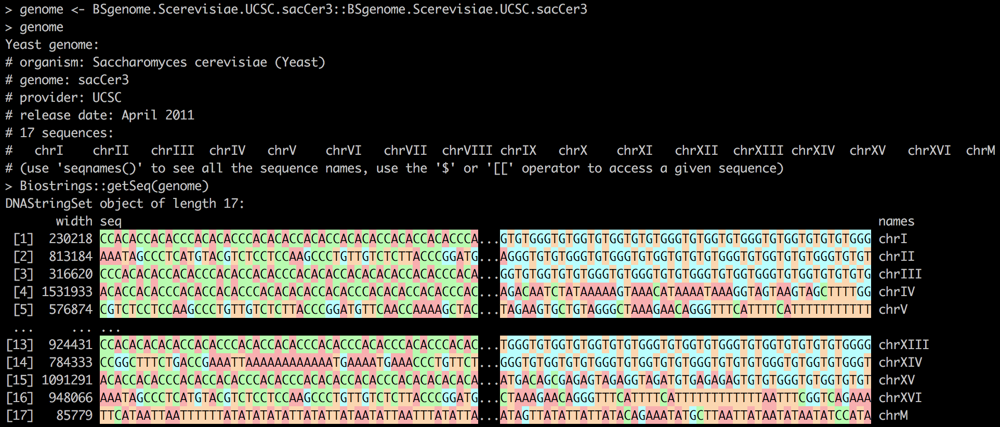 > genome <- BSgenome.Scerevisiae.UCSC.sacCer3::BSgenome.Scerevisiae.UCSC.sacCer3
> genome
Yeast genome:
# organism: Saccharomyces cerevisiae (Yeast)
# genome: sacCer3
# provider: UCSC
# release date: April 2011
# 17 sequences:
#   chrI    chrII   chrIII  chrIV   chrV    chrVI   chrVII  chrVIII chrIX   chrX    chrXI   chrXII  chrXIII chrXIV  chrXV   chrXVI  chrM
# (use 'seqnames()' to see all the sequence names, use the '$' or '[[' operator to access a given sequence)
> Biostrings::getSeq(genome)
DNAStringSet object of length 17:
       width seq                                                                                                        names
 [1]  230218 CCACACCACACCCACACACCCACACACCACACCACACACCACACCACACCCA...GTGTGGGTGTGGTGTGGTGTGTGGGTGTGGTGTGGGTGTGGTGTGTGTGGG chrI
 [2]  813184 AAATAGCCCTCATGTACGTCTCCTCCAAGCCCTGTTGTCTCTTACCCGGATG...AGGGTGTGTGGGTGTGGGTGTGGTGTGTGTGGGTGTGGTGTGTGGGTGTGT chrII
 [3]  316620 CCCACACACCACACCCACACCACACCCACACACCACACACACCACACCCACA...GGTGTGGTGTGTGGGTGTGGGTGTGTGGGTGTGGTGGGTGTGGTGTGTGTG chrIII
 [4] 1531933 ACACCACACCCACACCACACCCACACACACCACACCCACACACCACACCCAC...AGACAATCTATAAAAAGTAAACATAAAATAAAGGTAGTAAGTAGCTTTTGG chrIV
 [5]  576874 CGTCTCCTCCAAGCCCTGTTGTCTCTTACCCGGATGTTCAACCAAAAGCTAC...TAGAAGTGCTGTAGGGCTAAAGAACAGGGTTTCATTTTCATTTTTTTTTTT chrV
 ...     ... ...
[13]  924431 CCACACACACACCACACCCACACCACACCCACACCCACACCCACACCCACAC...TGGGTGTGGTGTGGTGTGTGGGTGTGGTGTGGGTGTGGTGTGTGTGTGGGG chrXIII
[14]  784333 CCGGCTTTCTGACCGAAATTAAAAAAAAAAAATGAAAATGAAACCCTGTTCT...GGGTGTGGTGTGTGTGGGTGTGGTGTGTGGGTGTGTGTGGGTGTGGTGGGT chrXIV
[15] 1091291 ACACCACACCCACACCACACCCACACCCACACACCACACCCACACACACACA...ATGACAGCGAGAGTAGAGGTAGATGTGAGAGAGTGTGTGGGTGTGGTGTGT chrXV
[16]  948066 AAATAGCCCTCATGTACGTCTCCTCCAAGCCCTGTTGTCTCTTACCCGGATG...CTAAAGAACAGGGTTTCATTTTCATTTTTTTTTTTTAATTTCGGTCAGAAA chrXVI
[17]   85779 TTCATAATTAATTTTTTATATATATATTATATTATAATATTAATTTATATTA...ATAGTTATATTATTATACAGAAATATGCTTAATTATAATATAATATCCATA chrM